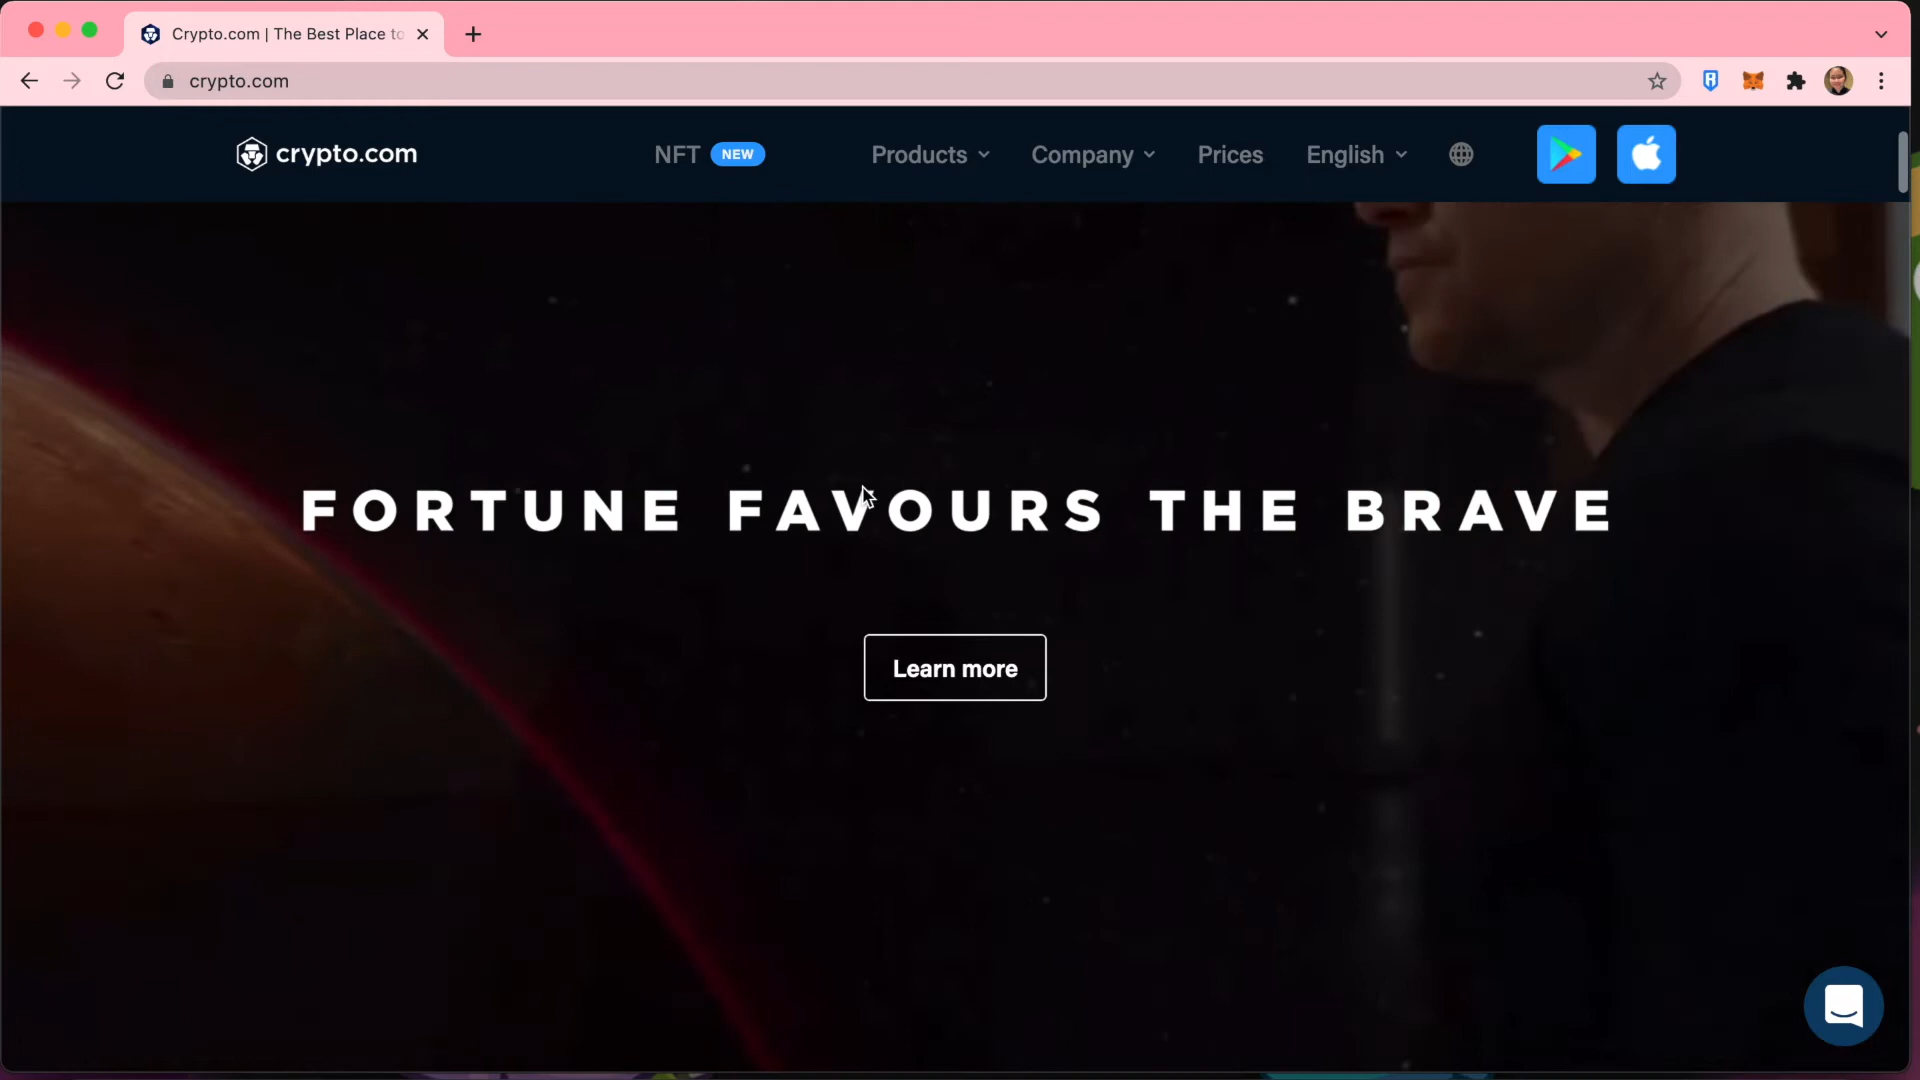 Crypto.com | The Best Place to
crypto.com
crypto.com
NFT NEW
Products
Company
Prices
English
FORTUNE FAVOURS THE BRAVE
Learn more